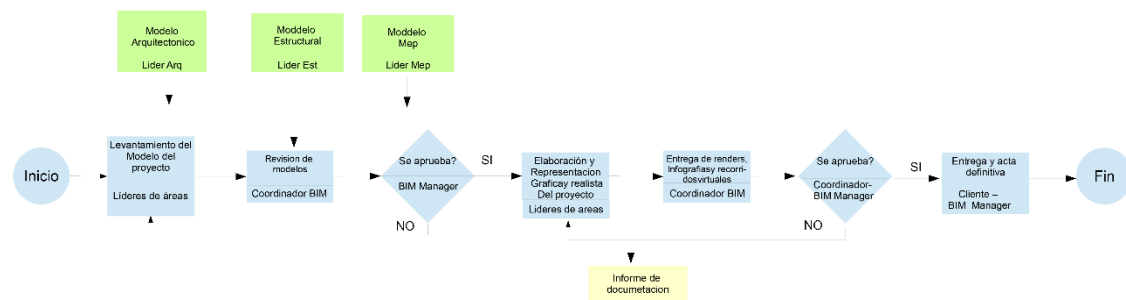 Modelo
Arquitectonico
Lider Arq
Moddelo
Estructural
Lider Est
Moddelo
Mep
Lider Mep
Inicio
Levantamiento del
Modelo del
proyecto
Lideres de áreas
Revision de
modelos
Coordinador BIM
Se aprueba?
BIM Manager
SI
NO
Elaboración y
Representacion
Graficay realista
Del proyecto
Lideres de areas
Entrega de renders,
Infografiasy recorri-
dosvirtuales
Coordinador BIM
Se aprueba?
Coordinador-
BIM Manager
SI
NO
Entrega y acta
definitiva
Cliente –
BIM Manager
Fin
Informe de
documetacion